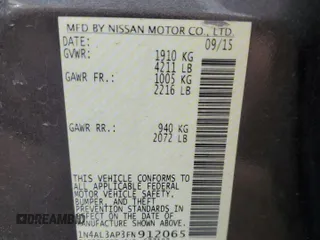 MFD BY NISSAN MOTOR CO., LTD.
DATE: 09/15
GVWR: 1910 KG
4211 LB
GAWR FR: 1005 KG
2216 LB
GAWR RR: 940 KG
2072 LB
THIS VEHICLE CONFORMS TO ALL
APPLICABLE FEDERAL
MOTOR VEHICLE SAFETY,
BUMPER, AND THEFT
PREVENTION STANDARDS IN
EFFECT ON THE DATE OF
MANUFACTURE SHOWN ABOVE.
1N4AL3AP3FN912065
DREAMBID